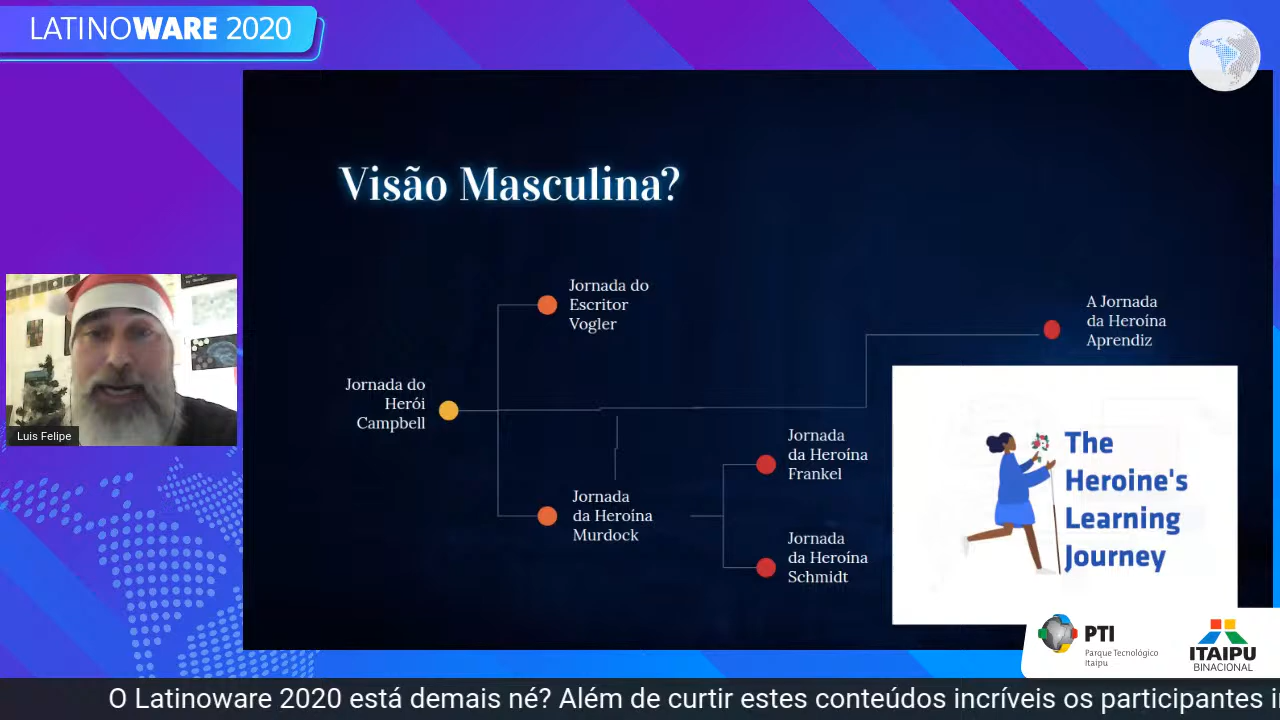 LATINOWARE 2020
Visão Masculina?
Jornada do
Escritor
Vogler
A Jornada
da Heroína
Aprendiz
Jornada do
Herói
Campbell
Jornada
da Heroína
Frankel
Jornada
da Heroína
Murdock
Jornada
da Heroína
Schmidt
The
Heroine's
Learning
Journey
Luis Felipe
PTI
Parque Tecnológico
Itaipu
ITAIPU
BINACIONAL
O Latinoware 2020 está demais né? Além de curtir estes conteúdos incríveis os participantes i